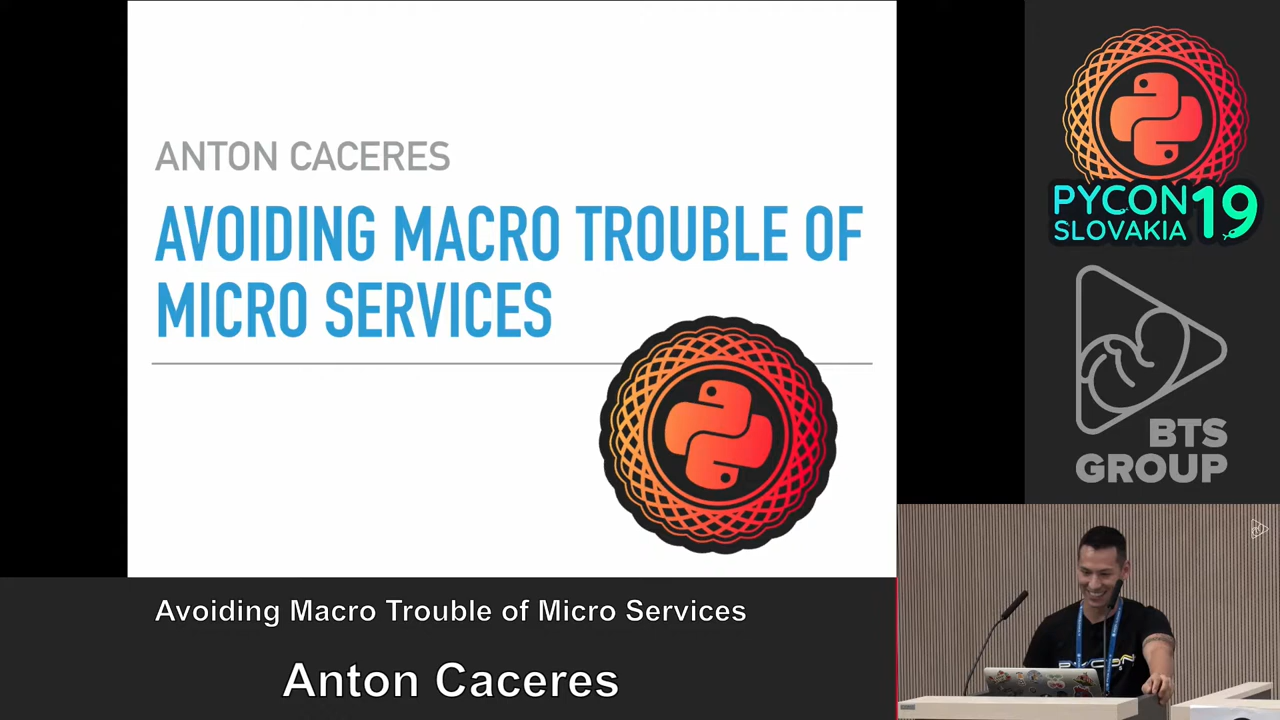 ANTON CACERES
AVOIDING MACRO TROUBLE OF
MICRO SERVICES
PYCON 19
SLOVAKIA
BTS
GROUP
PYCON
Avoiding Macro Trouble of Micro Services
Anton Caceres